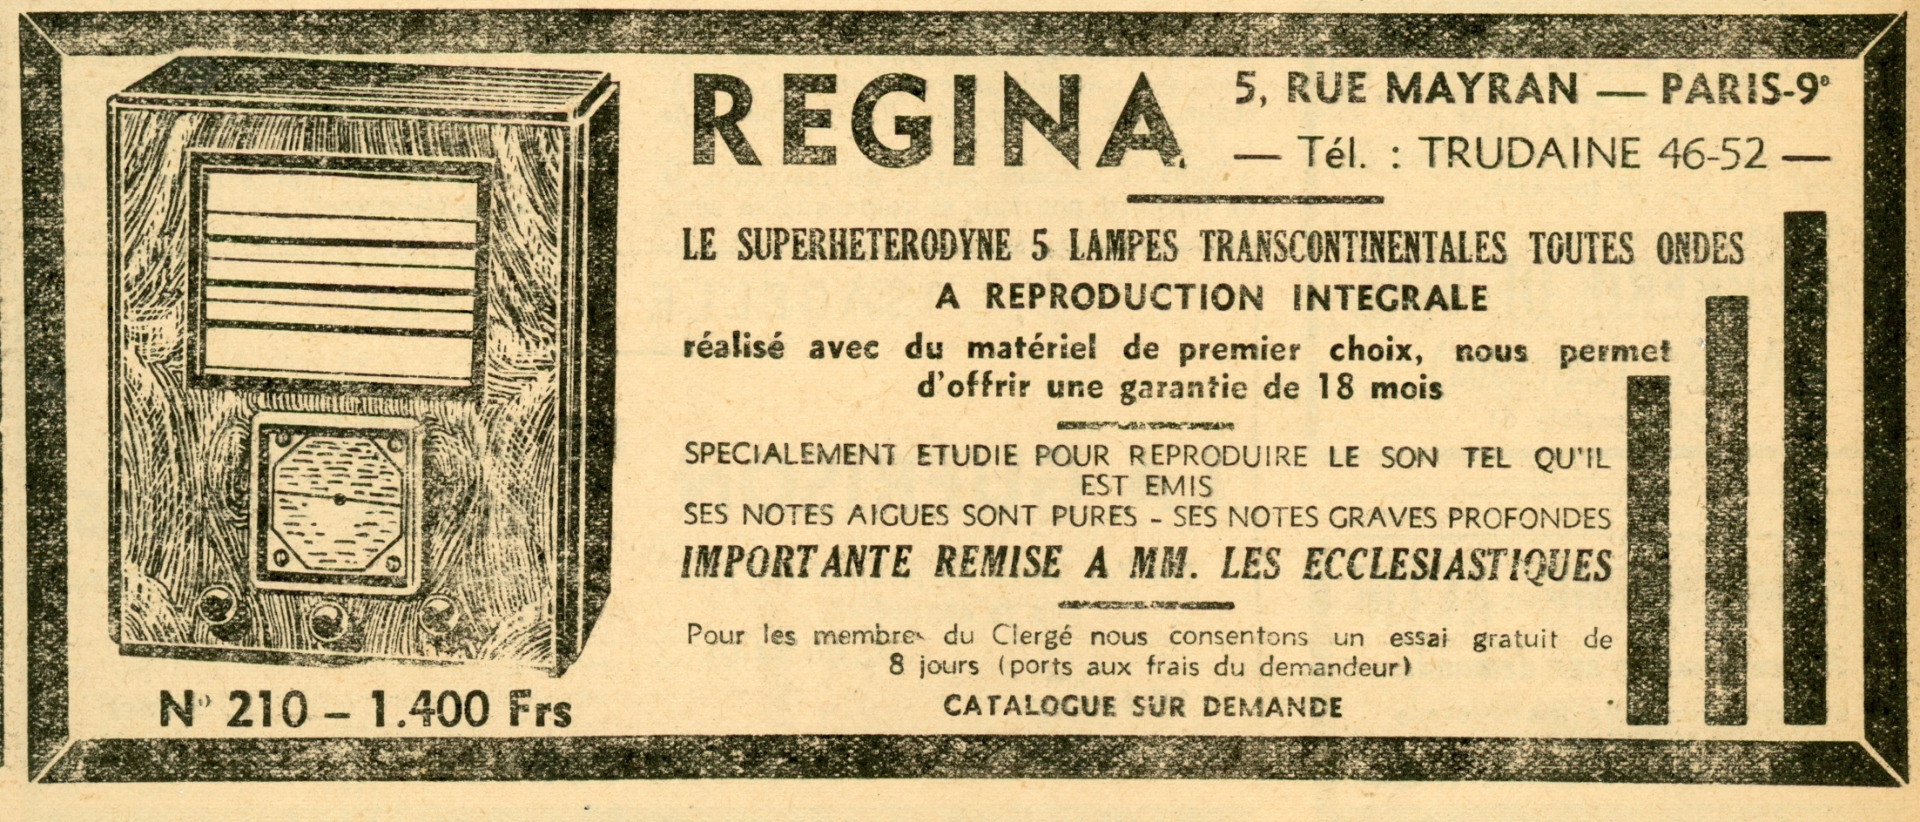 REGINA
5, RUE MAYRAN — PARIS-9e
— Tél. : TRUDAINE 46-52 —
LE SUPERHETERODYNE 5 LAMPES TRANSCONTINENTALES TOUTES ONDES
A REPRODUCTION INTEGRALE
réalisé avec du matériel de premier choix, nous permet
d'offrir une garantie de 18 mois
SPECIALEMENT ETUDIE POUR REPRODUIRE LE SON TEL QU'IL
EST EMIS
SES NOTES AIGUES SONT PURES - SES NOTES GRAVES PROFONDES
IMPORTANTE REMISE A MM. LES ECCLESIASTIQUES
Pour les membres du Clergé nous consentons un essai gratuit de
8 jours (ports aux frais du demandeur)
CATALOGUE SUR DEMANDE
N° 210 – 1.400 Frs